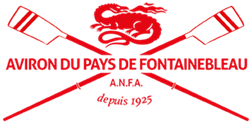 AVIRON DU PAYS DE FONTAINEBLEAU
A.N.F.A.
depuis 1925